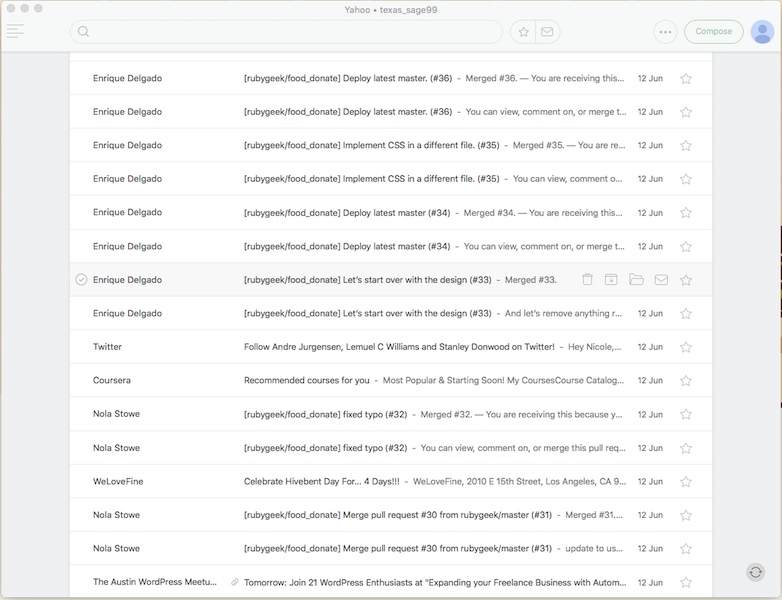 Yahoo • texas_sage99
Compose
Enrique Delgado [rubygeek/food_donate] Deploy latest master. (#36) - Merged #36. — You are receiving this... 12 Jun
Enrique Delgado [rubygeek/food_donate] Deploy latest master. (#36) - You can view, comment on, or merge t... 12 Jun
Enrique Delgado [rubygeek/food_donate] Implement CSS in a different file. (#35) - Merged #35. — You are re... 12 Jun
Enrique Delgado [rubygeek/food_donate] Implement CSS in a different file. (#35) - You can view, comment o... 12 Jun
Enrique Delgado [rubygeek/food_donate] Deploy latest master (#34) - Merged #34. — You are receiving this... 12 Jun
Enrique Delgado [rubygeek/food_donate] Deploy latest master (#34) - You can view, comment on, or merge t... 12 Jun
Enrique Delgado [rubygeek/food_donate] Let's start over with the design (#33) - Merged #33.
Enrique Delgado [rubygeek/food_donate] Let's start over with the design (#33) - And let's remove anything r... 12 Jun
Twitter Follow Andre Jurgensen, Lemuel C Williams and Stanley Donwood on Twitter! - Hey Nicole,... 12 Jun
Coursera Recommended courses for you - Most Popular & Starting Soon! My CoursesCourse Catalog... 12 Jun
Nola Stowe [rubygeek/food_donate] fixed typo (#32) - Merged #32. — You are receiving this because y... 12 Jun
Nola Stowe [rubygeek/food_donate] fixed typo (#32) - You can view, comment on, or merge this pull req... 12 Jun
WeLoveFine Celebrate Hivebent Day For... 4 Days!!! - WeLoveFine, 2010 E 15th Street, Los Angeles, CA 9... 12 Jun
Nola Stowe [rubygeek/food_donate] Merge pull request #30 from rubygeek/master (#31) - Merged #31.... 12 Jun
Nola Stowe [rubygeek/food_donate] Merge pull request #30 from rubygeek/master (#31) - update to us... 12 Jun
The Austin WordPress Meetu... Tomorrow: Join 21 WordPress Enthusiasts at "Expanding your Freelance Business with Autom... 12 Jun